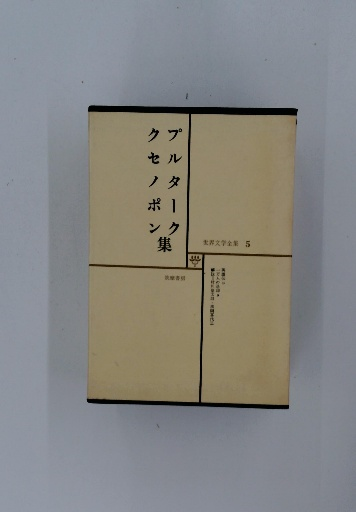 プルターク
クセノポン
集
世界文学全集 5
筑摩書房